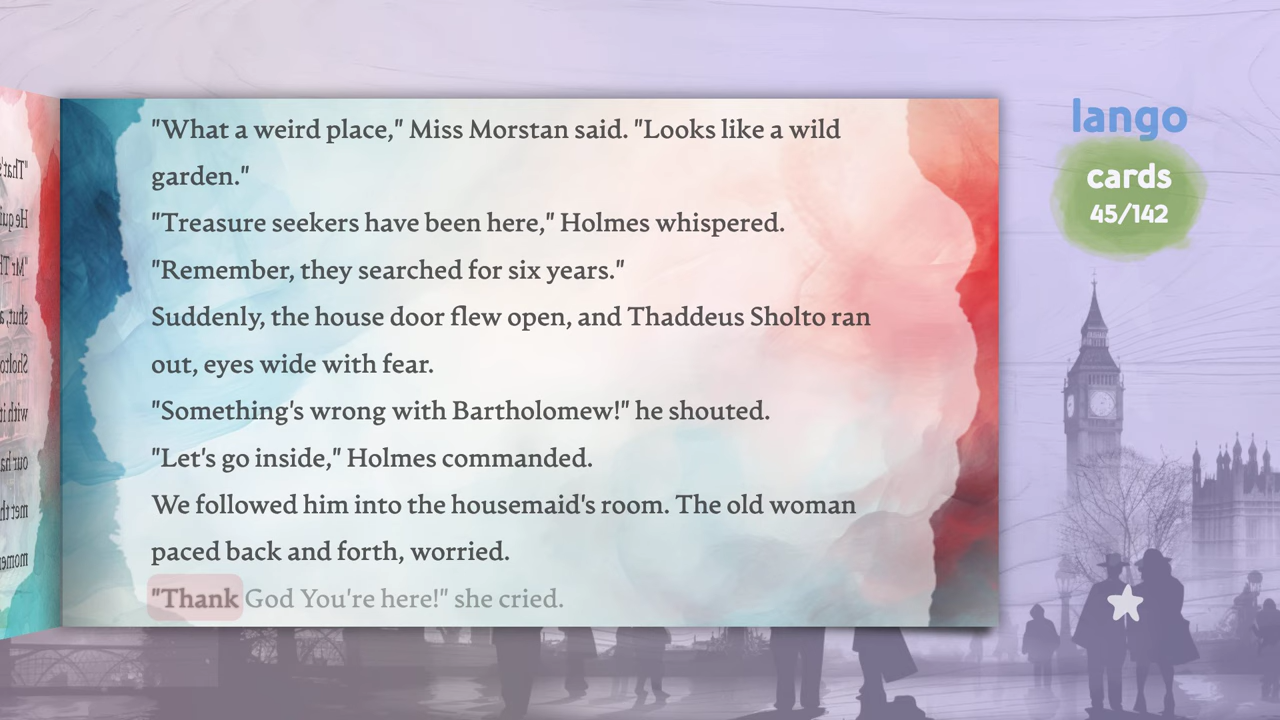 "What a weird place," Miss Morstan said. "Looks like a wild
garden."
"Treasure seekers have been here," Holmes whispered.
"Remember, they searched for six years."
Suddenly, the house door flew open, and Thaddeus Sholto ran
out, eyes wide with fear.
"Something's wrong with Bartholomew!" he shouted.
"Let's go inside," Holmes commanded.
We followed him into the housemaid's room. The old woman
paced back and forth, worried.
"Thank God You're here!" she cried.
lango
cards
45/142